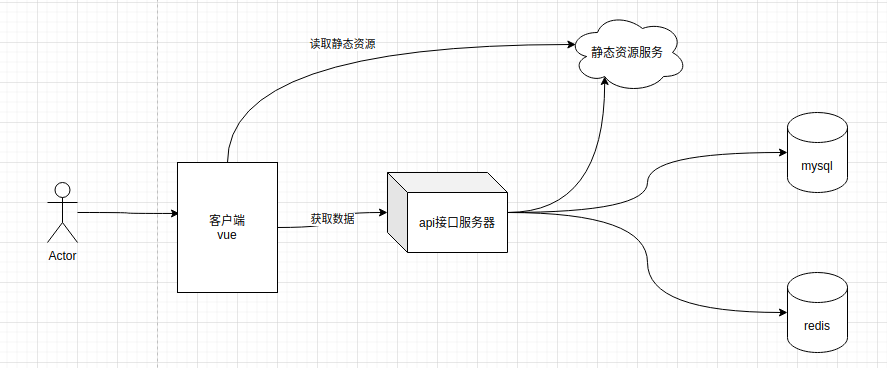 读取静态资源
静态资源服务
mysql
客户端
vue
获取数据
api接口服务器
Actor
redis